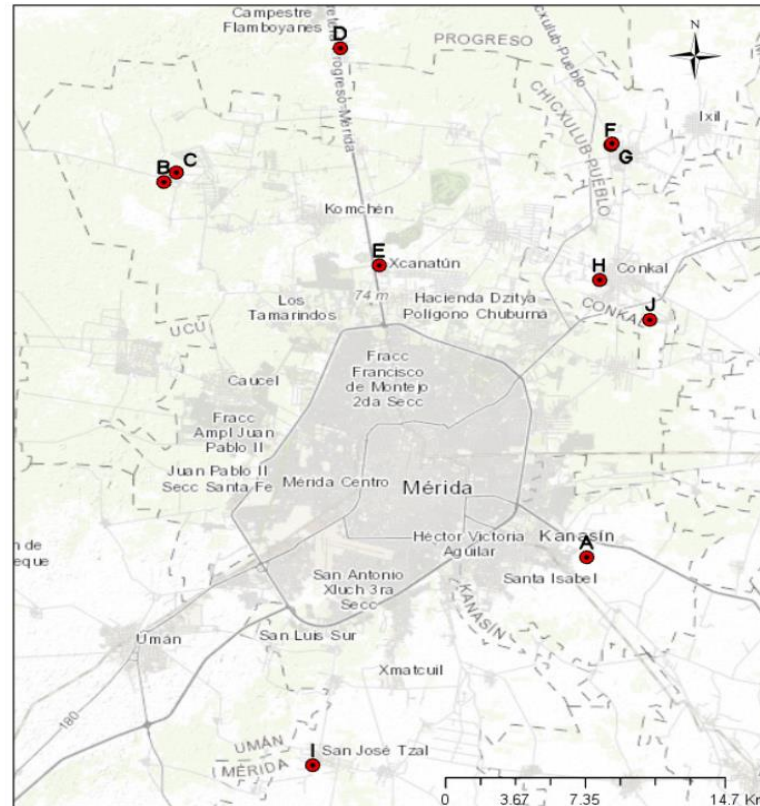 Campestre
Flamboyanes
D
Progreso-Mérida
PROGRESO
Chicxulub-Pueblo
CHICXULUB-PUEBLO
N
Ixil
F
G
B
C
Komchén
E
Xcanatún
74 m
H
Conkal
J
CONKAL
Los
Tamarindos
Hacienda Dzitya
Polígono Chuburna
UCÚ
Fracc
Francisco
de Montejo
2da Secc
Caucel
Fracc
Ampl Juan
Pablo II
Juan Pablo II
Secc Santa Fe
Mérida Centro
Mérida
Héctor Victoria
Aguilar
Kanasín
A
Santa Isabel
KANASÍN
n de
eque
San Antonio
Xluch 3ra
Secc
San Luis Sur
Umán
Xmatcuil
180
UMÁN
MÉRIDA
I
San José Tzal
0 3.67 7.35 14.7 Km